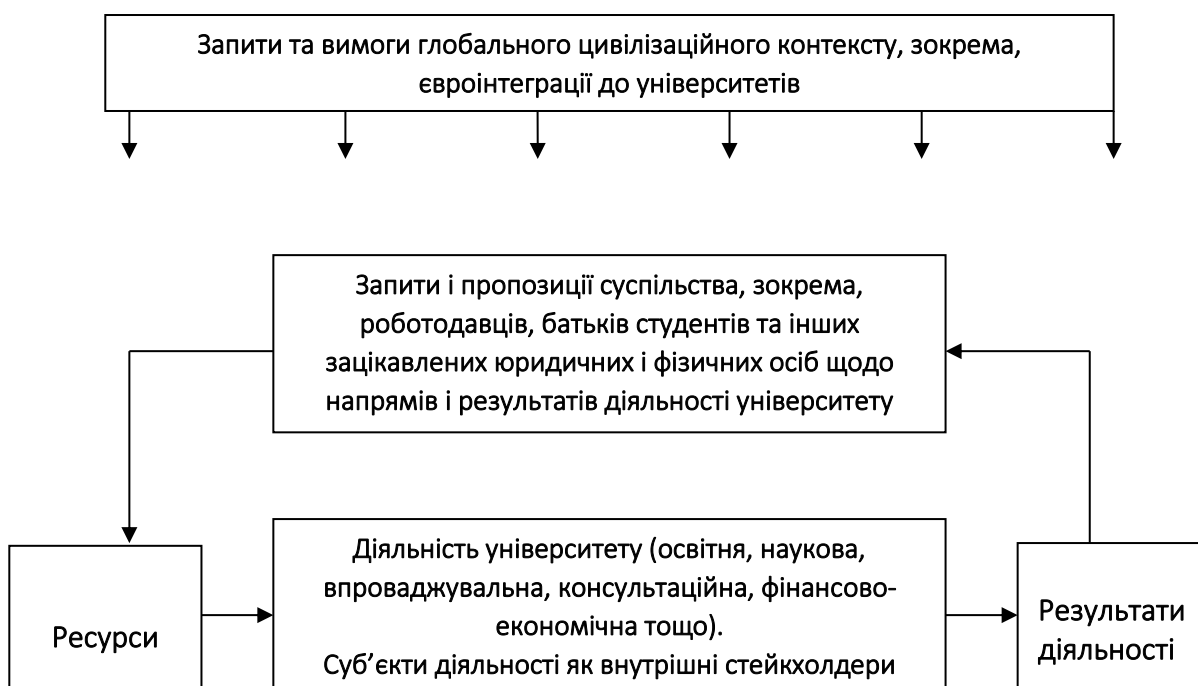 Запити та вимоги глобального цивілізаційного контексту, зокрема,
євроінтеграції до університетів
Запити і пропозиції суспільства, зокрема,
роботодавців, батьків студентів та інших
зацікавлених юридичних і фізичних осіб щодо
напрямів і результатів діяльності університету
Ресурси
Діяльність університету (освітня, наукова,
впроваджувальна, консультаційна, фінансово-
економічна тощо).
Суб’єкти діяльності як внутрішні стейкхолдери
Результати
діяльності